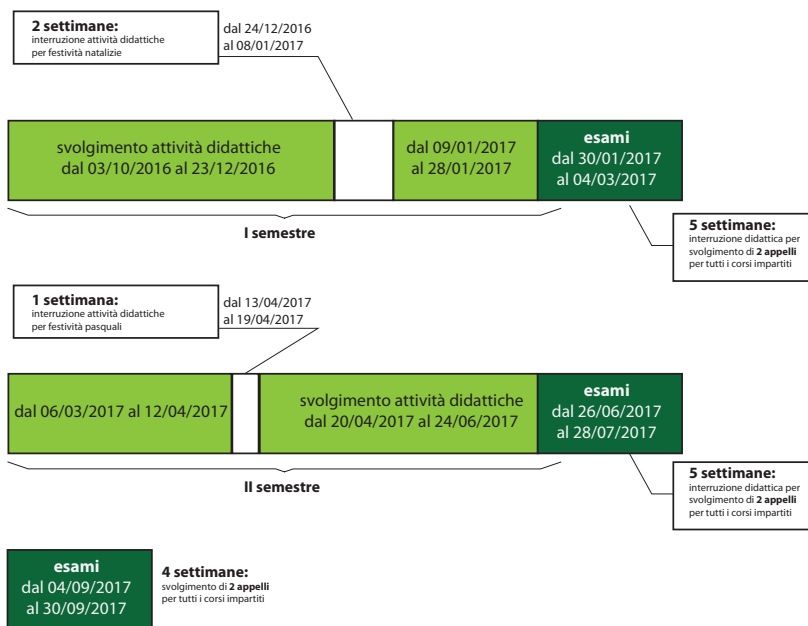 2 settimane:
interruzione attività didattiche
per festività natalizie
dal 24/12/2016
al 08/01/2017
svolgimento attività didattiche
dal 03/10/2016 al 23/12/2016
dal 09/01/2017
al 28/01/2017
esami
dal 30/01/2017
al 04/03/2017
I semestre
5 settimane:
interruzione didattica per
svolgimento di 2 appelli
per tutti i corsi impartiti
1 settimana:
interruzione attività didattiche
per festività pasquali
dal 13/04/2017
al 19/04/2017
dal 06/03/2017 al 12/04/2017
svolgimento attività didattiche
dal 20/04/2017 al 24/06/2017
esami
dal 26/06/2017
al 28/07/2017
II semestre
5 settimane:
interruzione didattica per
svolgimento di 2 appelli
per tutti i corsi impartiti
esami
dal 04/09/2017
al 30/09/2017
4 settimane:
svolgimento di 2 appelli
per tutti i corsi impartiti